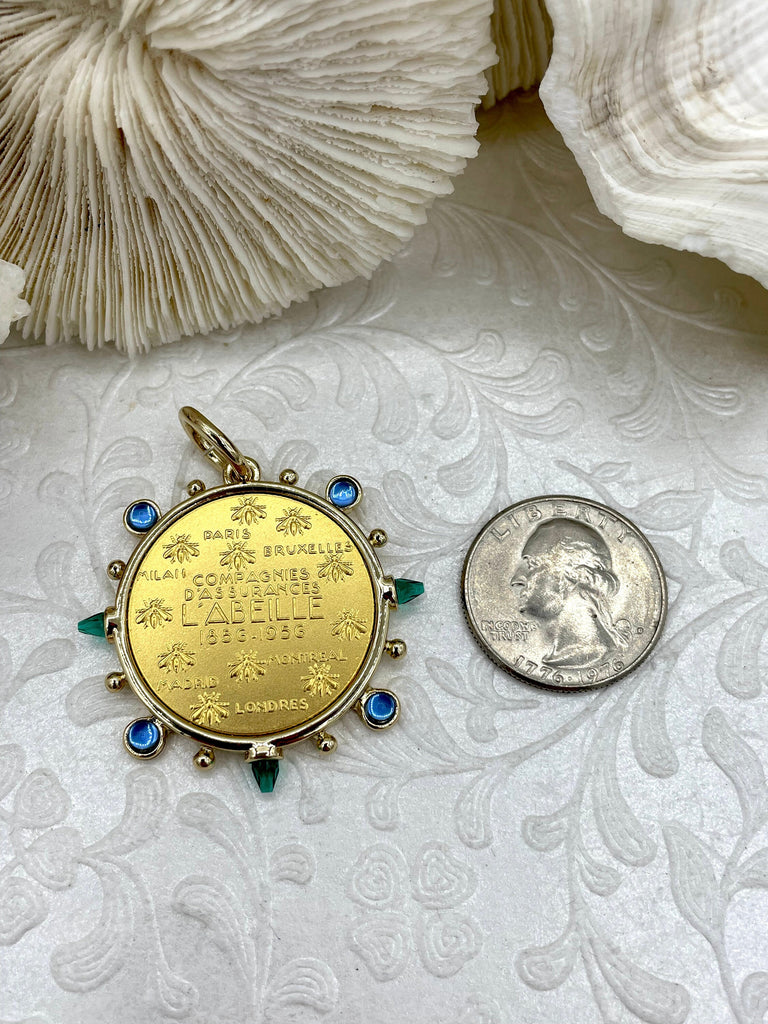 PARIS
BRUXELLES
MILAN
COMPAGNIES
D'ASSURANCES
L'ABEILLE
1856-1956
MONTREAL
MADRID
LONDRES
LIBERTY
IN GOD WE
TRUST
D
1776-1976